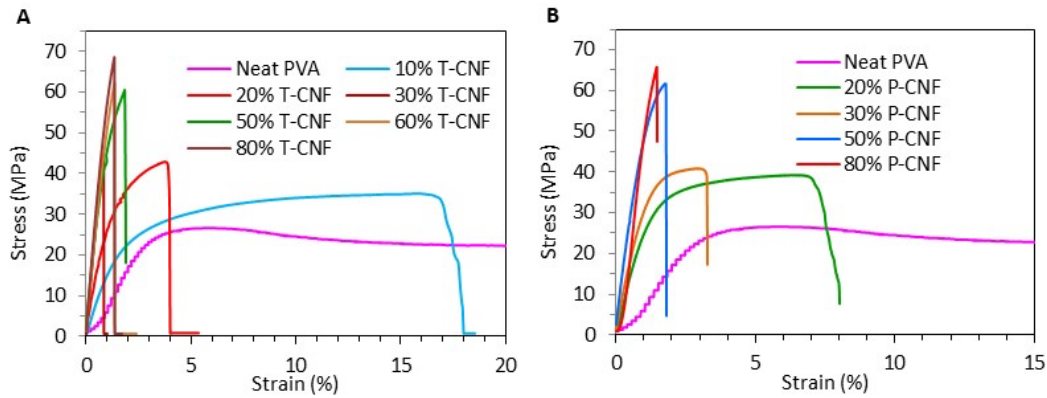 A
Stress (MPa)
70
60
50
40
30
20
10
0
Neat PVA 10% T-CNF
20% T-CNF 30% T-CNF
50% T-CNF 60% T-CNF
80% T-CNF
0 5 10 15 20
Strain (%)
B
Stress (MPa)
70
60
50
40
30
20
10
0
Neat PVA
20% P-CNF
30% P-CNF
50% P-CNF
80% P-CNF
0 5 10 15
Strain (%)